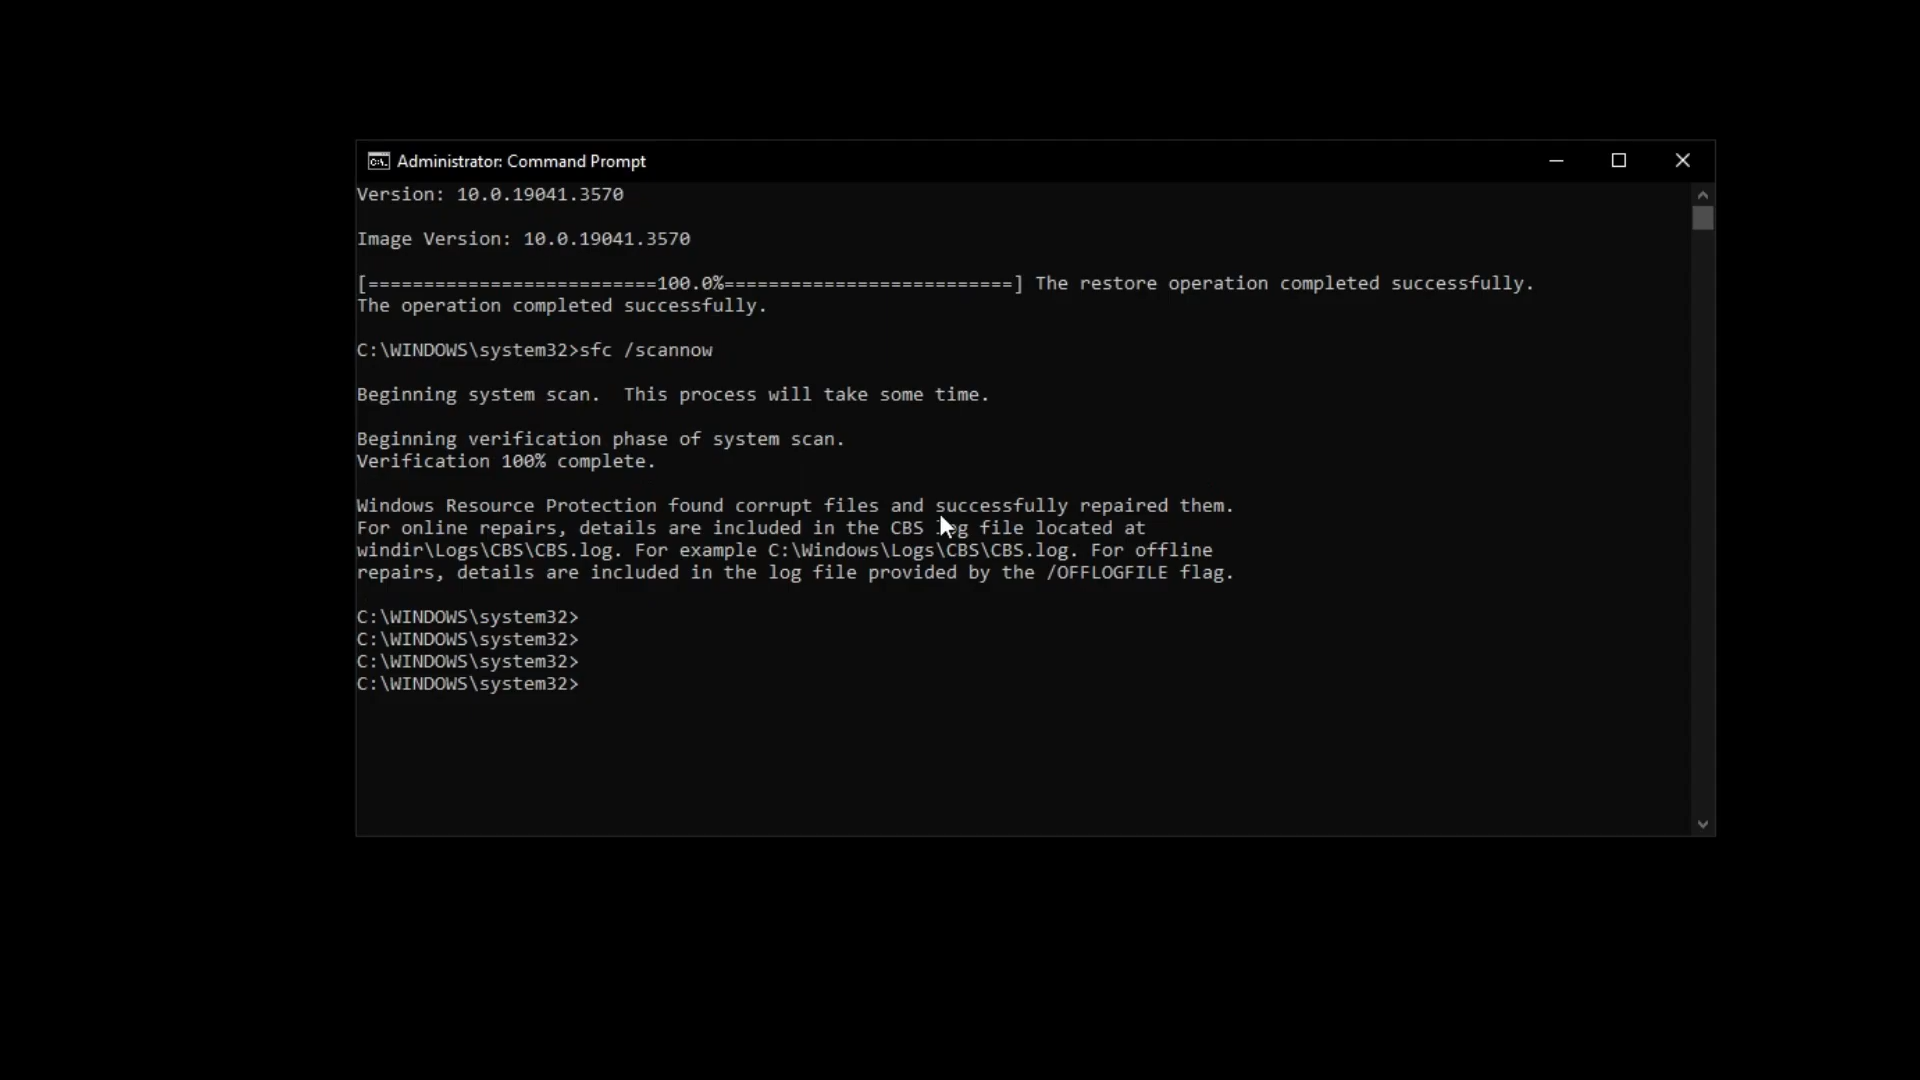 Administrator: Command Prompt
Version: 10.0.19041.3570
Image Version: 10.0.19041.3570
[==========================100.0%==========================] The restore operation completed successfully.
The operation completed successfully.
C:\WINDOWS\system32>sfc /scannow
Beginning system scan.  This process will take some time.
Beginning verification phase of system scan.
Verification 100% complete.
Windows Resource Protection found corrupt files and successfully repaired them.
For online repairs, details are included in the CBS log file located at
windir\Logs\CBS\CBS.log. For example C:\Windows\Logs\CBS\CBS.log. For offline
repairs, details are included in the log file provided by the /OFFLOGFILE flag.
C:\WINDOWS\system32>
C:\WINDOWS\system32>
C:\WINDOWS\system32>
C:\WINDOWS\system32>